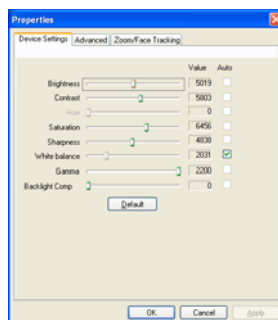 Properties
Device Settings Advanced Zoom/Face Tracking
Value Auto
Brightness 5019
Contrast 5803
Hue 0
Saturation 6456
Sharpness 4838
White balance 2031
Gamma 2200
Backlight Comp 0
Default
OK Cancel Apply